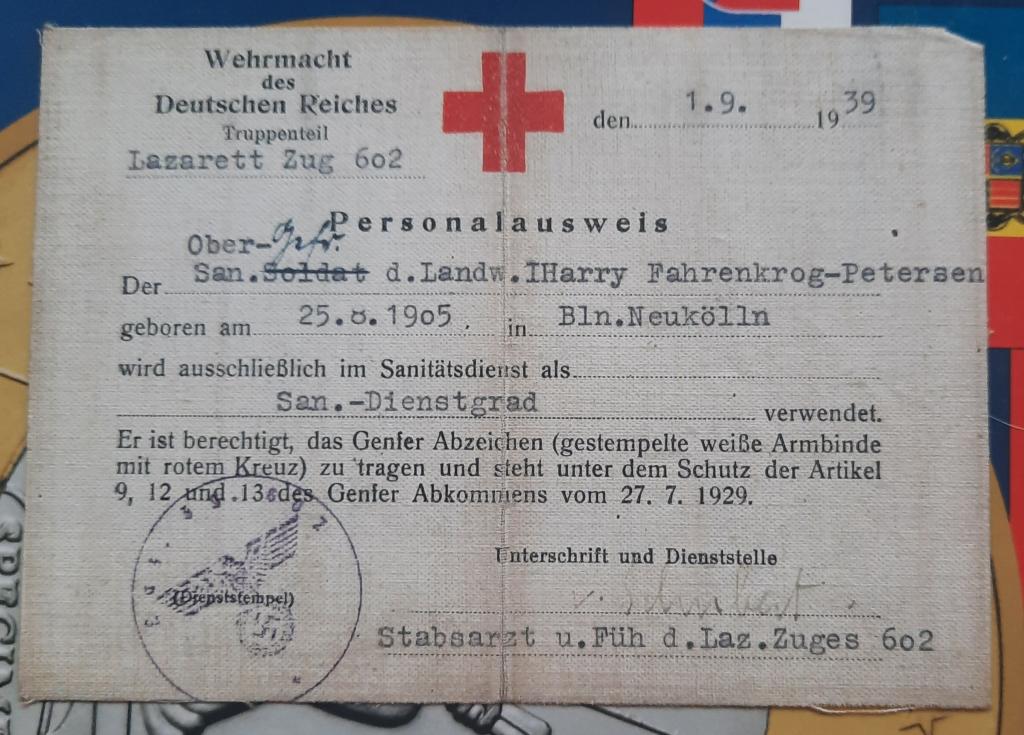 Wehrmacht
des
Deutschen Reiches
Truppenteil
Lazarett Zug 602
den 1.9. 1939
Personalausweis
Ober-Gefr.
Der San.Soldat d.Landw.IHarry Fahrenkrog-Petersen
geboren am 25.8.1905. in Bln.Neukölln
wird ausschließlich im Sanitätsdienst als
San.-Dienstgrad verwendet.
Er ist berechtigt, das Genfer Abzeichen (gestempelte weiße Armbinde
mit rotem Kreuz) zu tragen und steht unter dem Schutz der Artikel
9, 12 und 13 des Genfer Abkommens vom 27. 7. 1929.
Unterschrift und Dienststelle
(Dienststempel)
Stabsarzt u.Füh d.Laz.Zuges 602